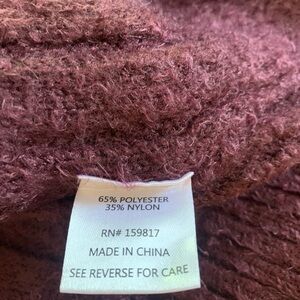 65% POLYESTER
35% NYLON
RN# 159817
MADE IN CHINA
SEE REVERSE FOR CARE